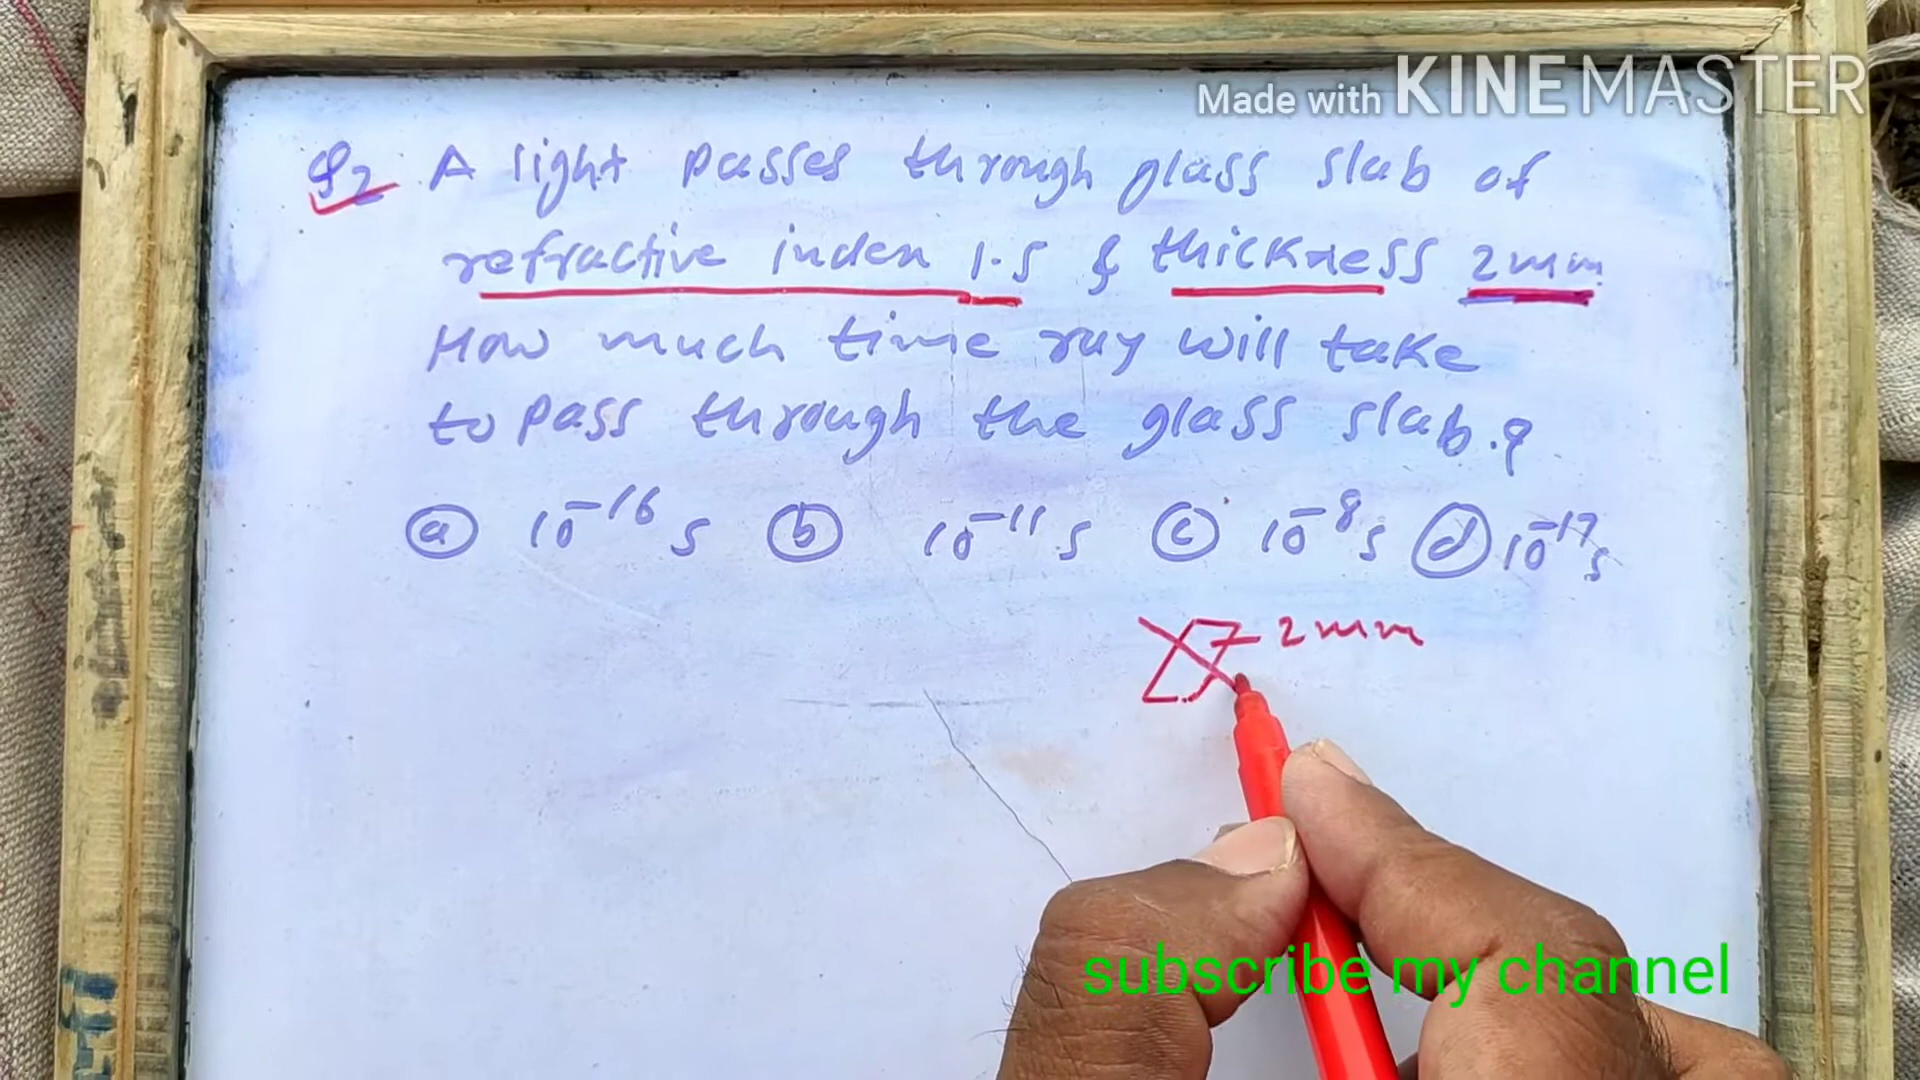 Made with KINEMASTER
Q2 A light passes through glass slab of
refractive index 1.5 & thickness 2mm
How much time ray will take
to pass through the glass slab.?
(a) 10⁻¹⁶ s (b) 10⁻¹¹ s (c) 10⁻⁸ s (d) 10⁻¹⁷ s
2mm
subscribe my channel